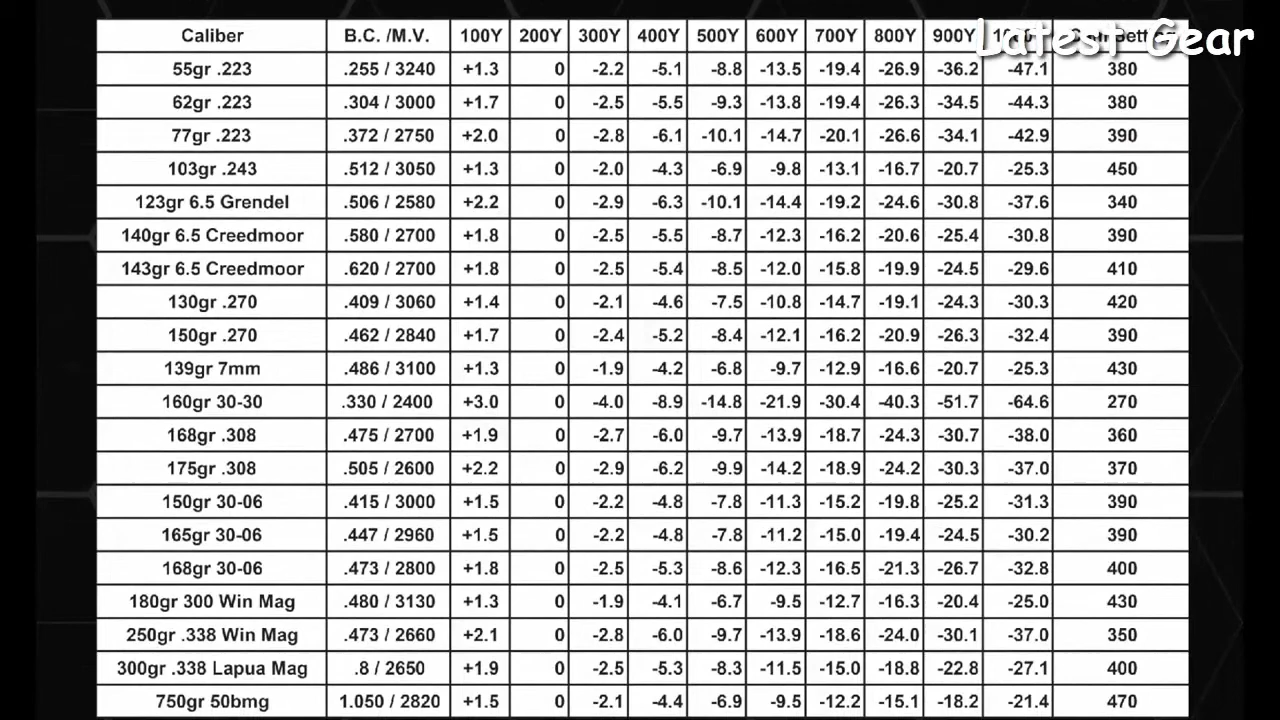 Latest Gear
Caliber B.C. /M.V. 100Y 200Y 300Y 400Y 500Y 600Y 700Y 800Y 900Y
55gr .223 .255 / 3240 +1.3 0 -2.2 -5.1 -8.8 -13.5 -19.4 -26.9 -36.2 -47.1 380
62gr .223 .304 / 3000 +1.7 0 -2.5 -5.5 -9.3 -13.8 -19.4 -26.3 -34.5 -44.3 380
77gr .223 .372 / 2750 +2.0 0 -2.8 -6.1 -10.1 -14.7 -20.1 -26.6 -34.1 -42.9 390
103gr .243 .512 / 3050 +1.3 0 -2.0 -4.3 -6.9 -9.8 -13.1 -16.7 -20.7 -25.3 450
123gr 6.5 Grendel .506 / 2580 +2.2 0 -2.9 -6.3 -10.1 -14.4 -19.2 -24.6 -30.8 -37.6 340
140gr 6.5 Creedmoor .580 / 2700 +1.8 0 -2.5 -5.5 -8.7 -12.3 -16.2 -20.6 -25.4 -30.8 390
143gr 6.5 Creedmoor .620 / 2700 +1.8 0 -2.5 -5.4 -8.5 -12.0 -15.8 -19.9 -24.5 -29.6 410
130gr .270 .409 / 3060 +1.4 0 -2.1 -4.6 -7.5 -10.8 -14.7 -19.1 -24.3 -30.3 420
150gr .270 .462 / 2840 +1.7 0 -2.4 -5.2 -8.4 -12.1 -16.2 -20.9 -26.3 -32.4 390
139gr 7mm .486 / 3100 +1.3 0 -1.9 -4.2 -6.8 -9.7 -12.9 -16.6 -20.7 -25.3 430
160gr 30-30 .330 / 2400 +3.0 0 -4.0 -8.9 -14.8 -21.9 -30.4 -40.3 -51.7 -64.6 270
168gr .308 .475 / 2700 +1.9 0 -2.7 -6.0 -9.7 -13.9 -18.7 -24.3 -30.7 -38.0 360
175gr .308 .505 / 2600 +2.2 0 -2.9 -6.2 -9.9 -14.2 -18.9 -24.2 -30.3 -37.0 370
150gr 30-06 .415 / 3000 +1.5 0 -2.2 -4.8 -7.8 -11.3 -15.2 -19.8 -25.2 -31.3 390
165gr 30-06 .447 / 2960 +1.5 0 -2.2 -4.8 -7.8 -11.2 -15.0 -19.4 -24.5 -30.2 390
168gr 30-06 .473 / 2800 +1.8 0 -2.5 -5.3 -8.6 -12.3 -16.5 -21.3 -26.7 -32.8 400
180gr 300 Win Mag .480 / 3130 +1.3 0 -1.9 -4.1 -6.7 -9.5 -12.7 -16.3 -20.4 -25.0 430
250gr .338 Win Mag .473 / 2660 +2.1 0 -2.8 -6.0 -9.7 -13.9 -18.6 -24.0 -30.1 -37.0 350
300gr .338 Lapua Mag .8 / 2650 +1.9 0 -2.5 -5.3 -8.3 -11.5 -15.0 -18.8 -22.8 -27.1 400
750gr 50bmg 1.050 / 2820 +1.5 0 -2.1 -4.4 -6.9 -9.5 -12.2 -15.1 -18.2 -21.4 470